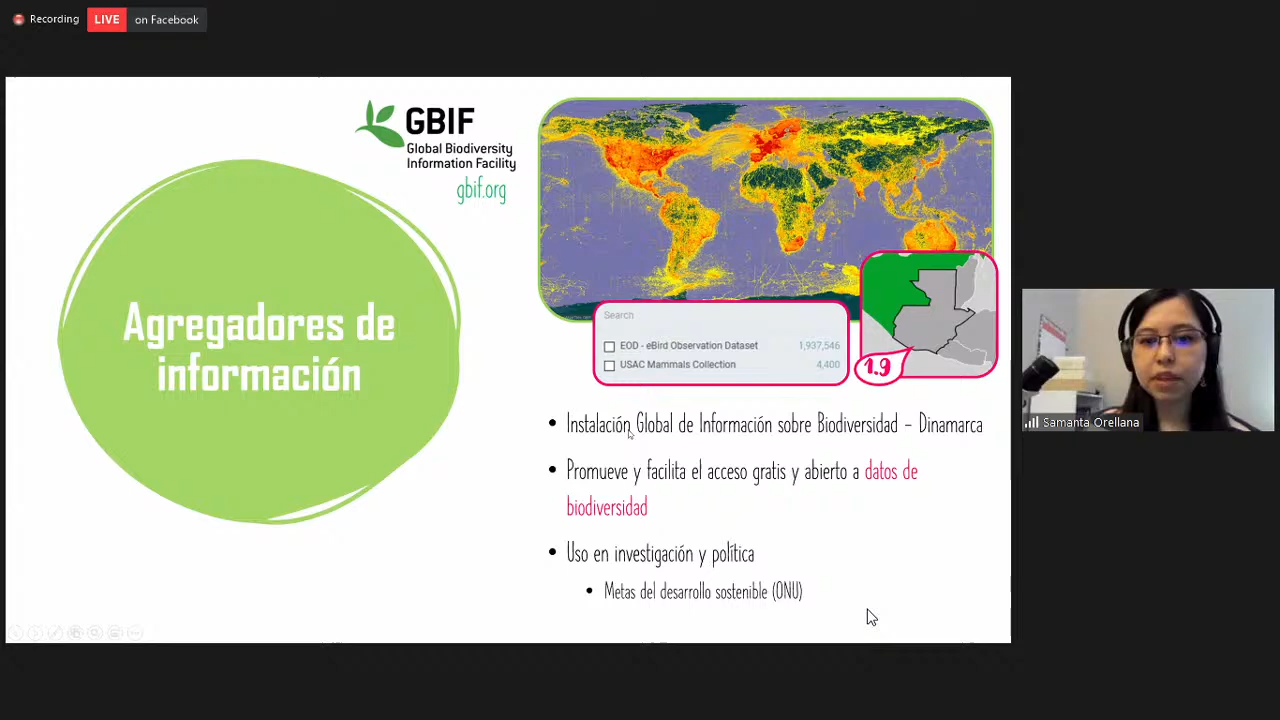 Recording
LIVE on Facebook
GBIF
Global Biodiversity
Information Facility
gbif.org
Agregadores de
información
Search
EOD - eBird Observation Dataset 1,937,546
USAC Mammals Collection 4,400
1.9
• Instalación Global de Información sobre Biodiversidad – Dinamarca
• Promueve y facilita el acceso gratis y abierto a datos de
biodiversidad
• Uso en investigación y política
• Metas del desarrollo sostenible (ONU)
Samanta Orellana